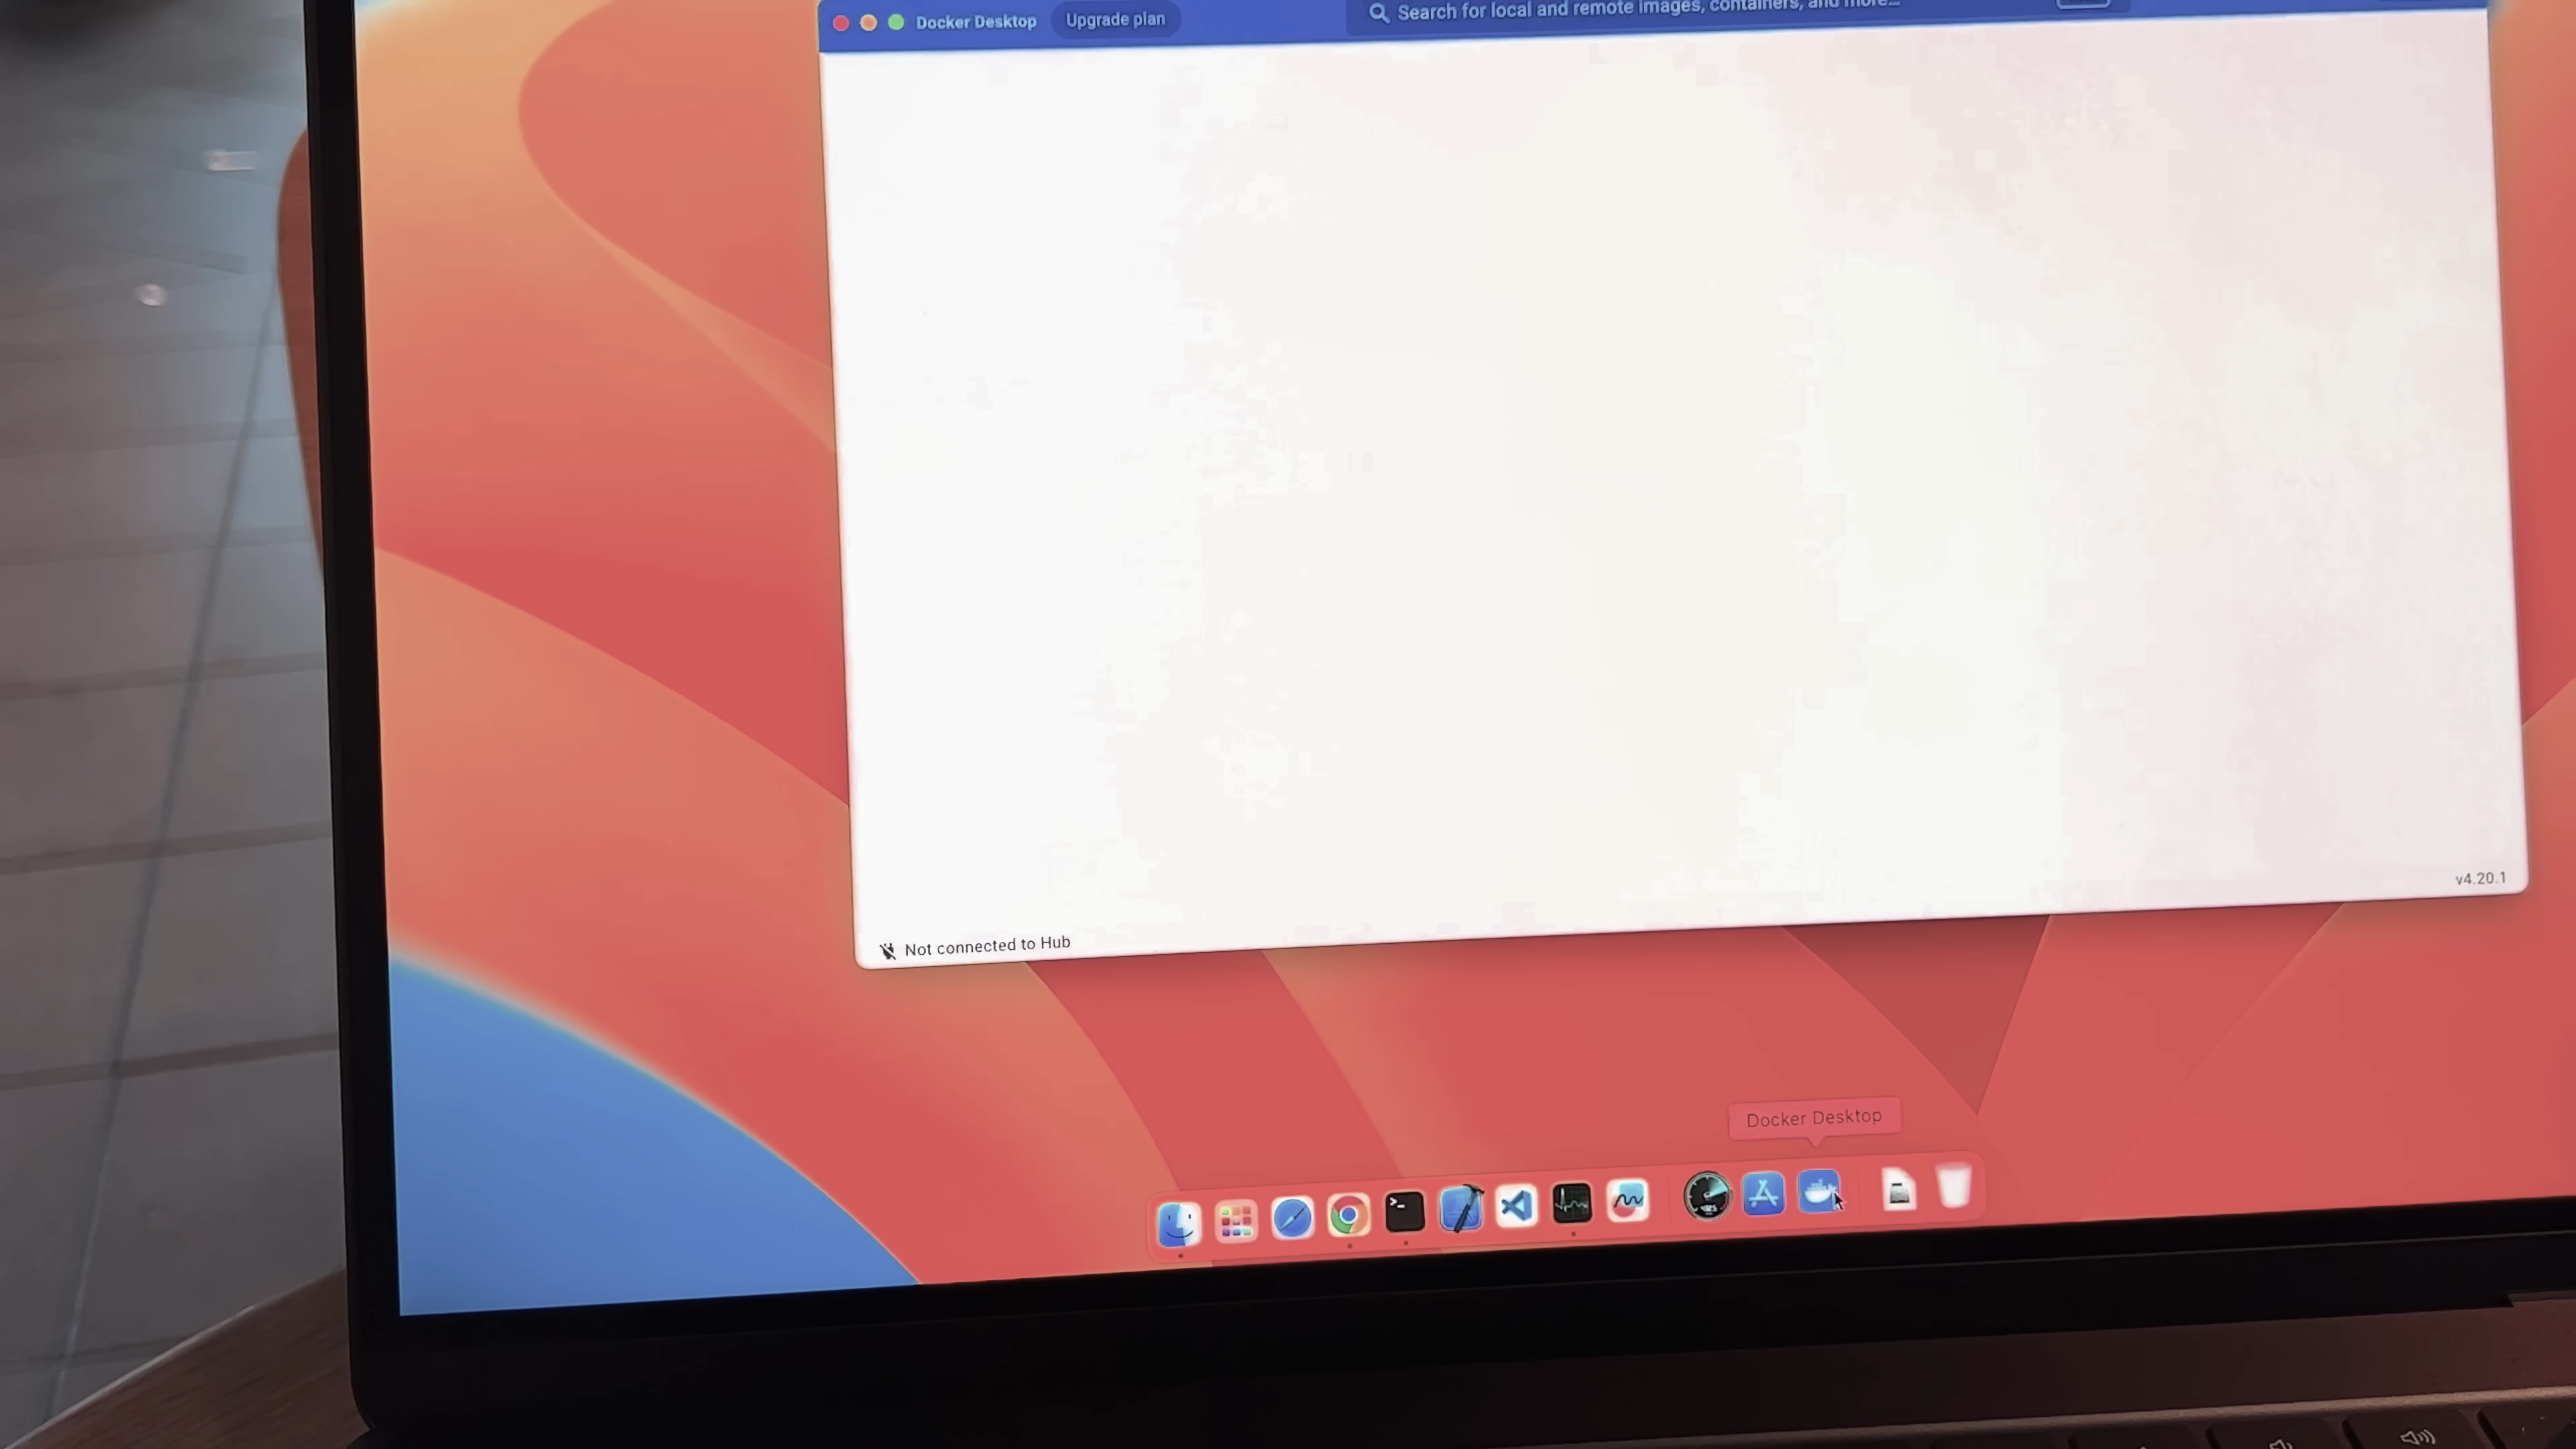 Docker Desktop
Upgrade plan
Search for local and remote images, containers, and more...
v4.20.1
Not connected to Hub
Docker Desktop